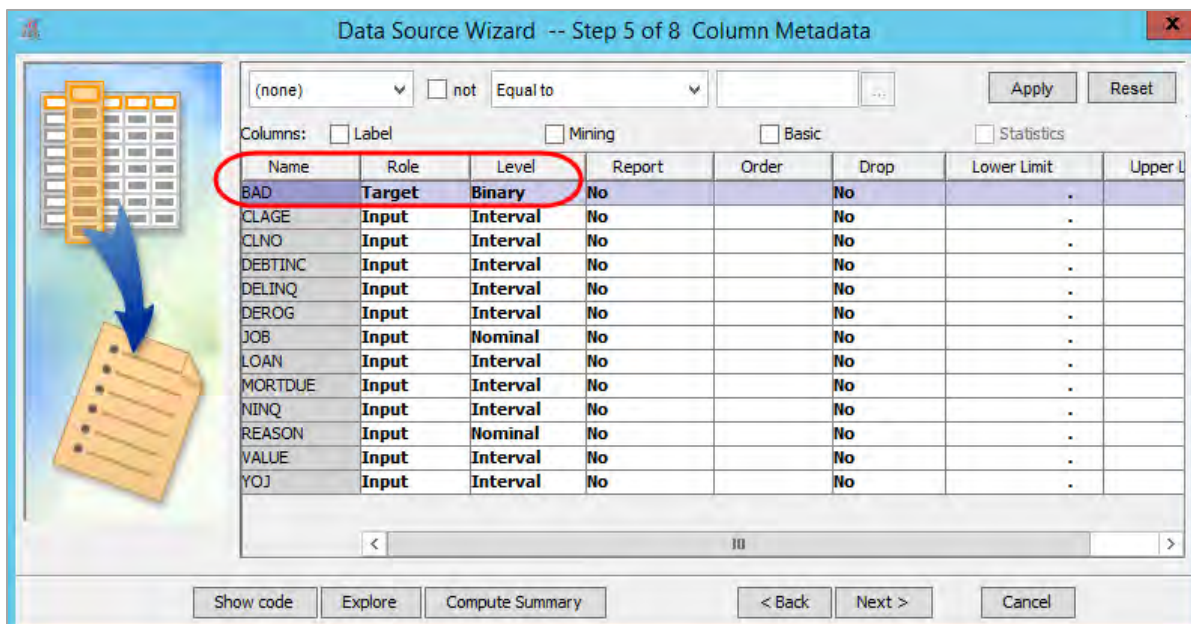 Data Source Wizard -- Step 5 of 8 Column Metadata
x
(none) not Equal to ... Apply Reset
Columns: Label Mining Basic Statistics
Name Role Level Report Order Drop Lower Limit Upper L
BAD Target Binary No No .
CLAGE Input Interval No No .
CLNO Input Interval No No .
DEBTINC Input Interval No No .
DELINQ Input Interval No No .
DEROG Input Interval No No .
JOB Input Nominal No No .
LOAN Input Interval No No .
MORTDUE Input Interval No No .
NINQ Input Interval No No .
REASON Input Nominal No No .
VALUE Input Interval No No .
YOJ Input Interval No No .
Show code Explore Compute Summary < Back Next > Cancel